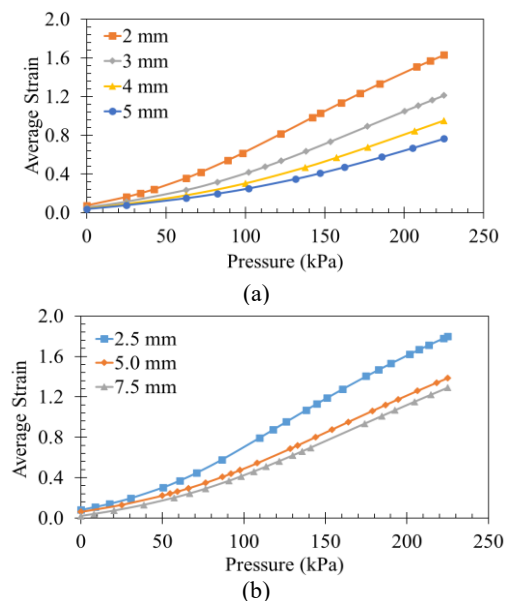 2.0
1.6
1.2
0.8
0.4
0.0
Average Strain
2 mm
3 mm
4 mm
5 mm
0 50 100 150 200 250
Pressure (kPa)
(a)
2.0
1.6
1.2
0.8
0.4
0.0
Average Strain
2.5 mm
5.0 mm
7.5 mm
0 50 100 150 200 250
Pressure (kPa)
(b)